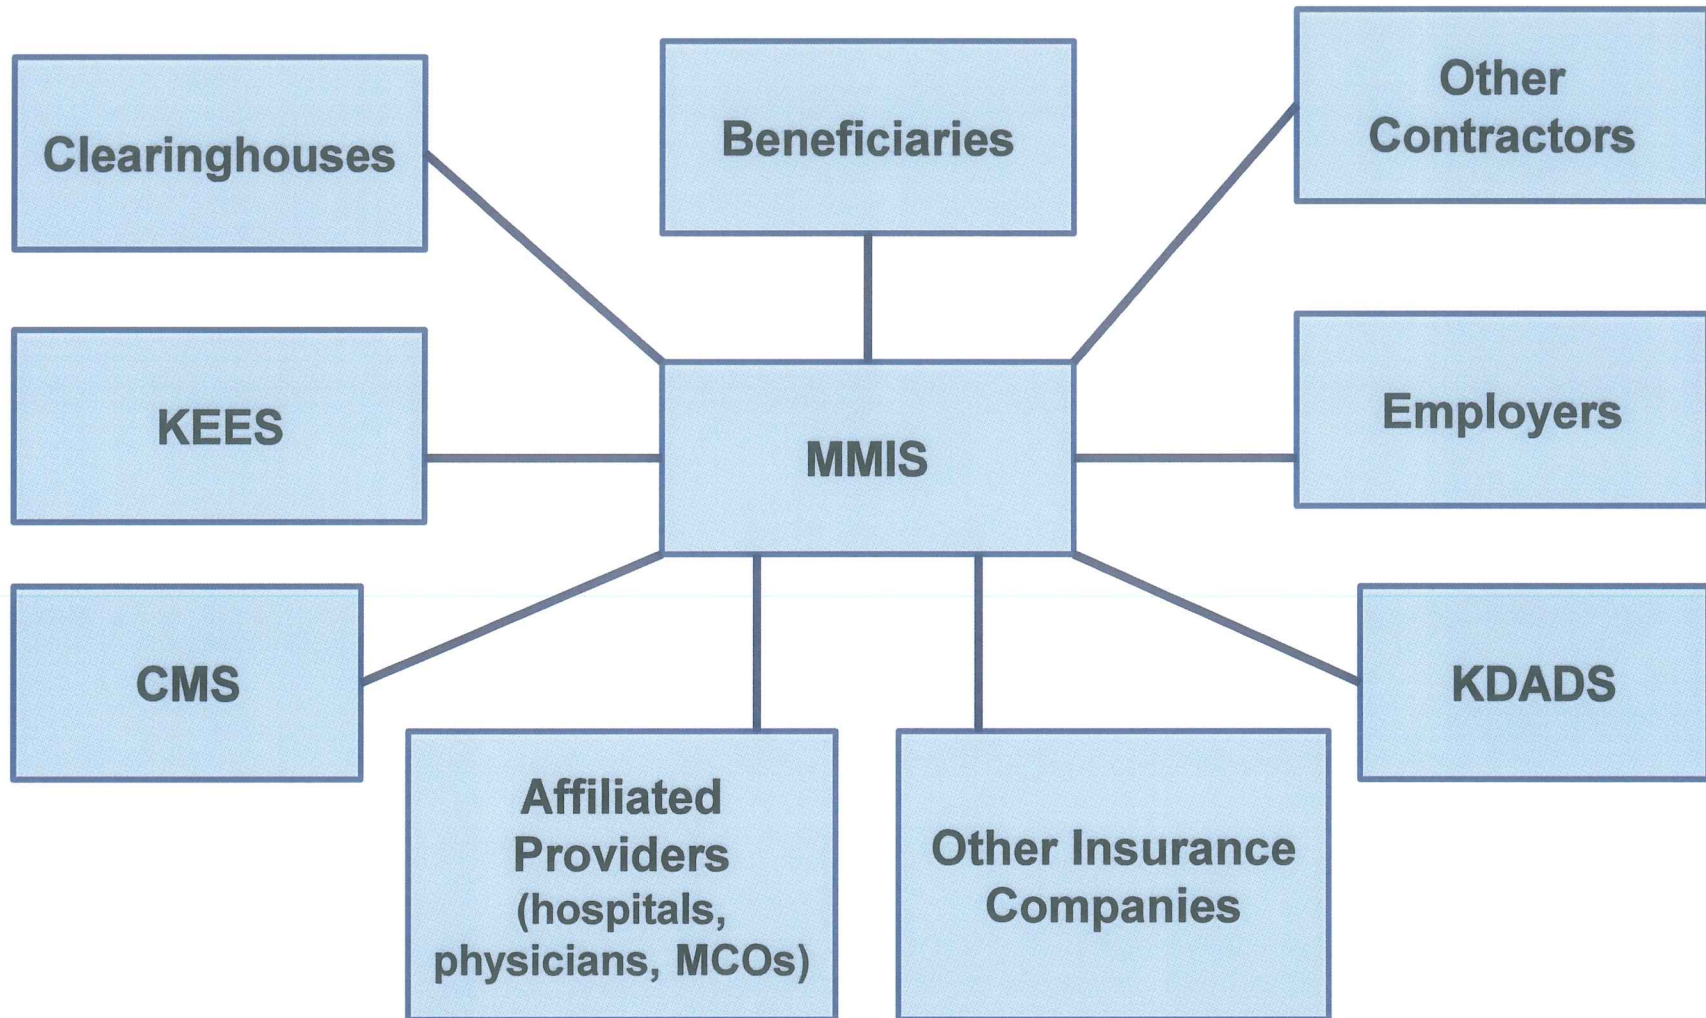 Clearinghouses
Beneficiaries
Other
Contractors
KEES
MMIS
Employers
CMS
KDADS
Affiliated
Providers
(hospitals,
physicians, MCOs)
Other Insurance
Companies